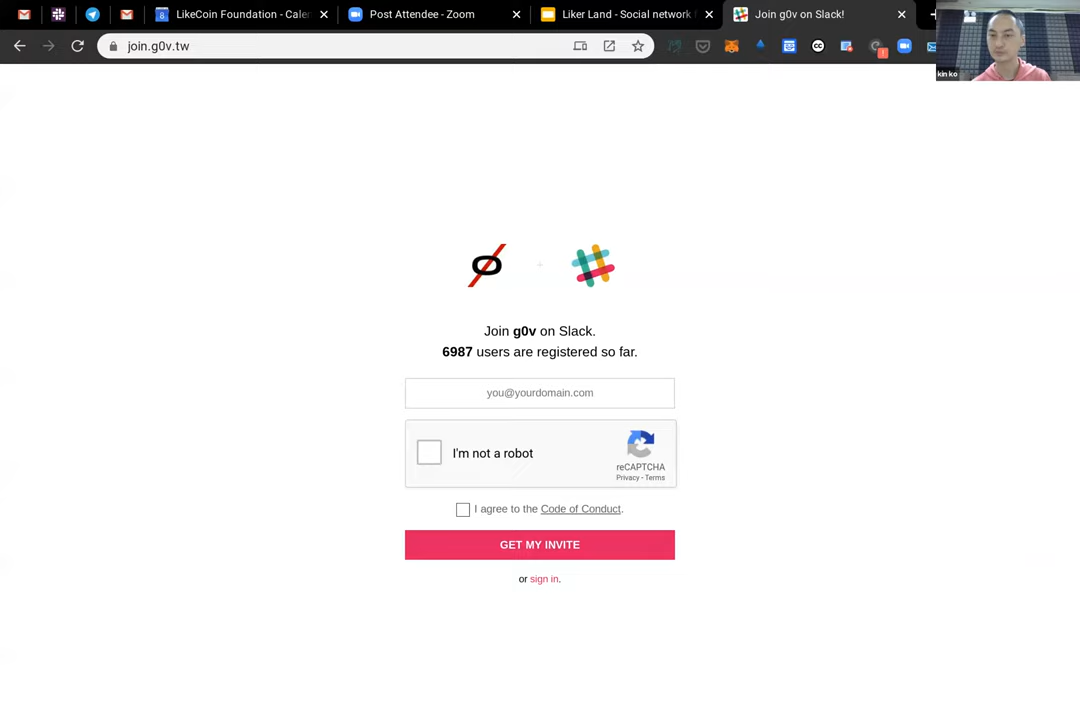 LikeCoin Foundation - Cale
Post Attendee - Zoom
Liker Land - Social network
Join g0v on Slack!
join.g0v.tw
kin ko
Join g0v on Slack.
6987 users are registered so far.
you@yourdomain.com
I'm not a robot
reCAPTCHA
Privacy - Terms
I agree to the Code of Conduct.
GET MY INVITE
or sign in.